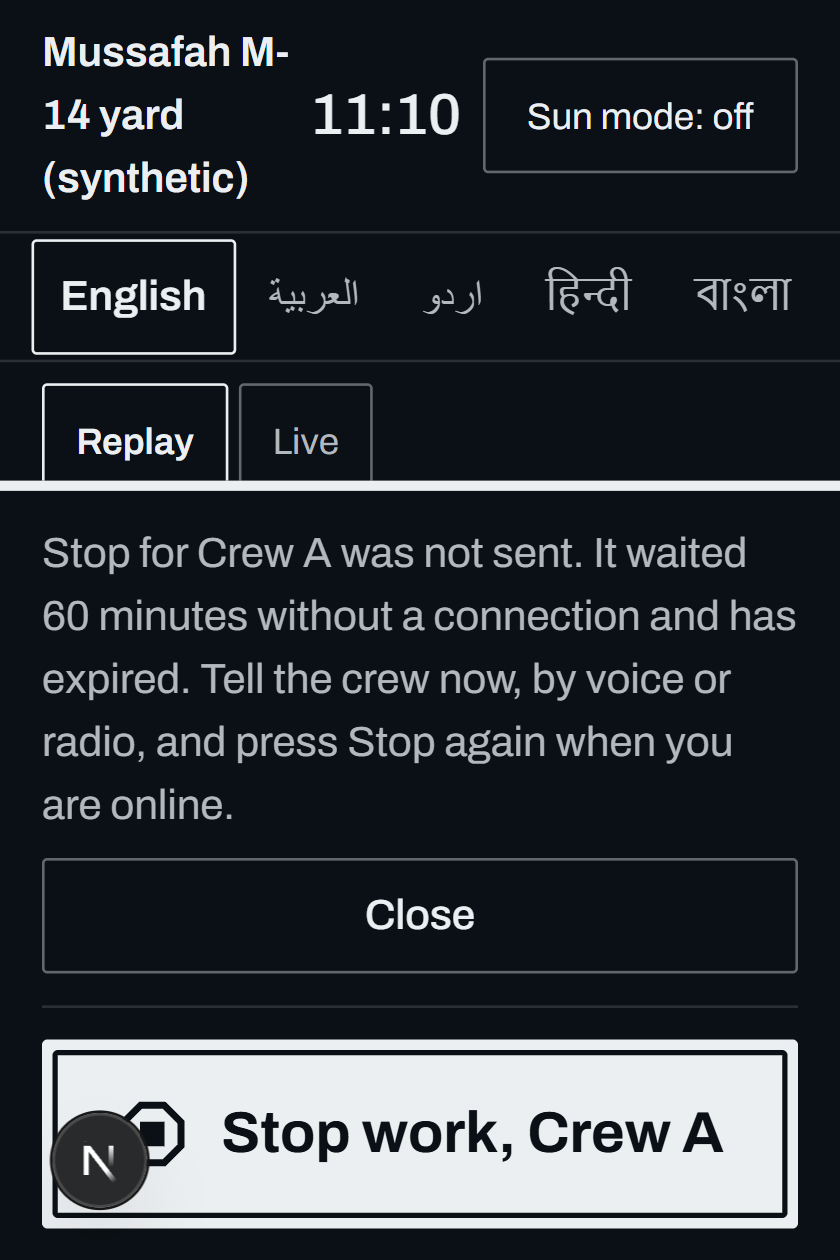 Mussafah M-
14 yard
(synthetic)
11:10
Sun mode: off
English
العربية
اردو
हिन्दी
বাংলা
Replay
Live
Stop for Crew A was not sent. It waited
60 minutes without a connection and has
expired. Tell the crew now, by voice or
radio, and press Stop again when you
are online.
Close
Stop work, Crew A
N